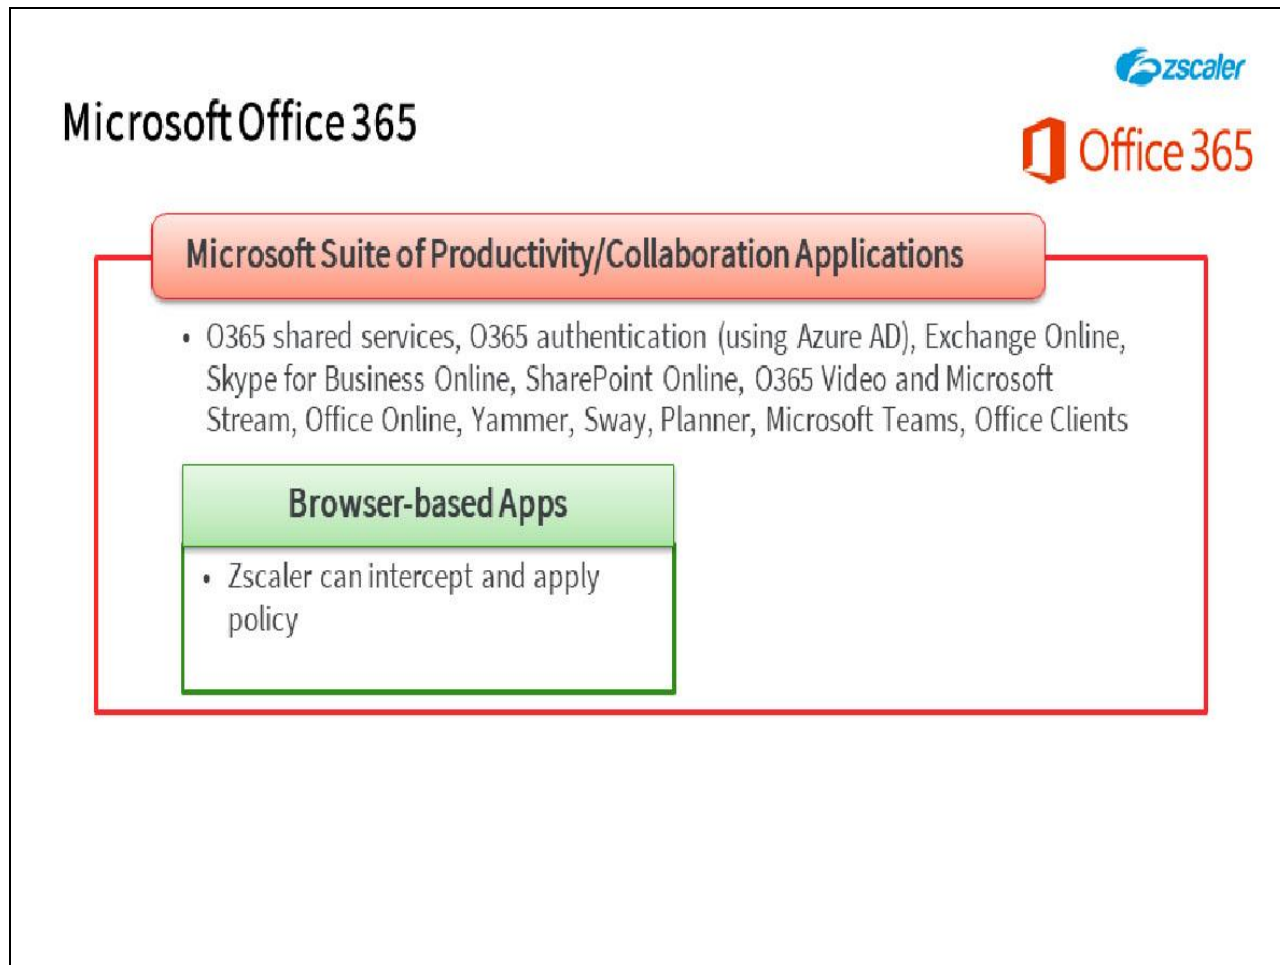 zscaler
Microsoft Office 365
Office 365
Microsoft Suite of Productivity/Collaboration Applications
• O365 shared services, O365 authentication (using Azure AD), Exchange Online,
Skype for Business Online, SharePoint Online, O365 Video and Microsoft
Stream, Office Online, Yammer, Sway, Planner, Microsoft Teams, Office Clients
Browser-based Apps
• Zscaler can intercept and apply
policy